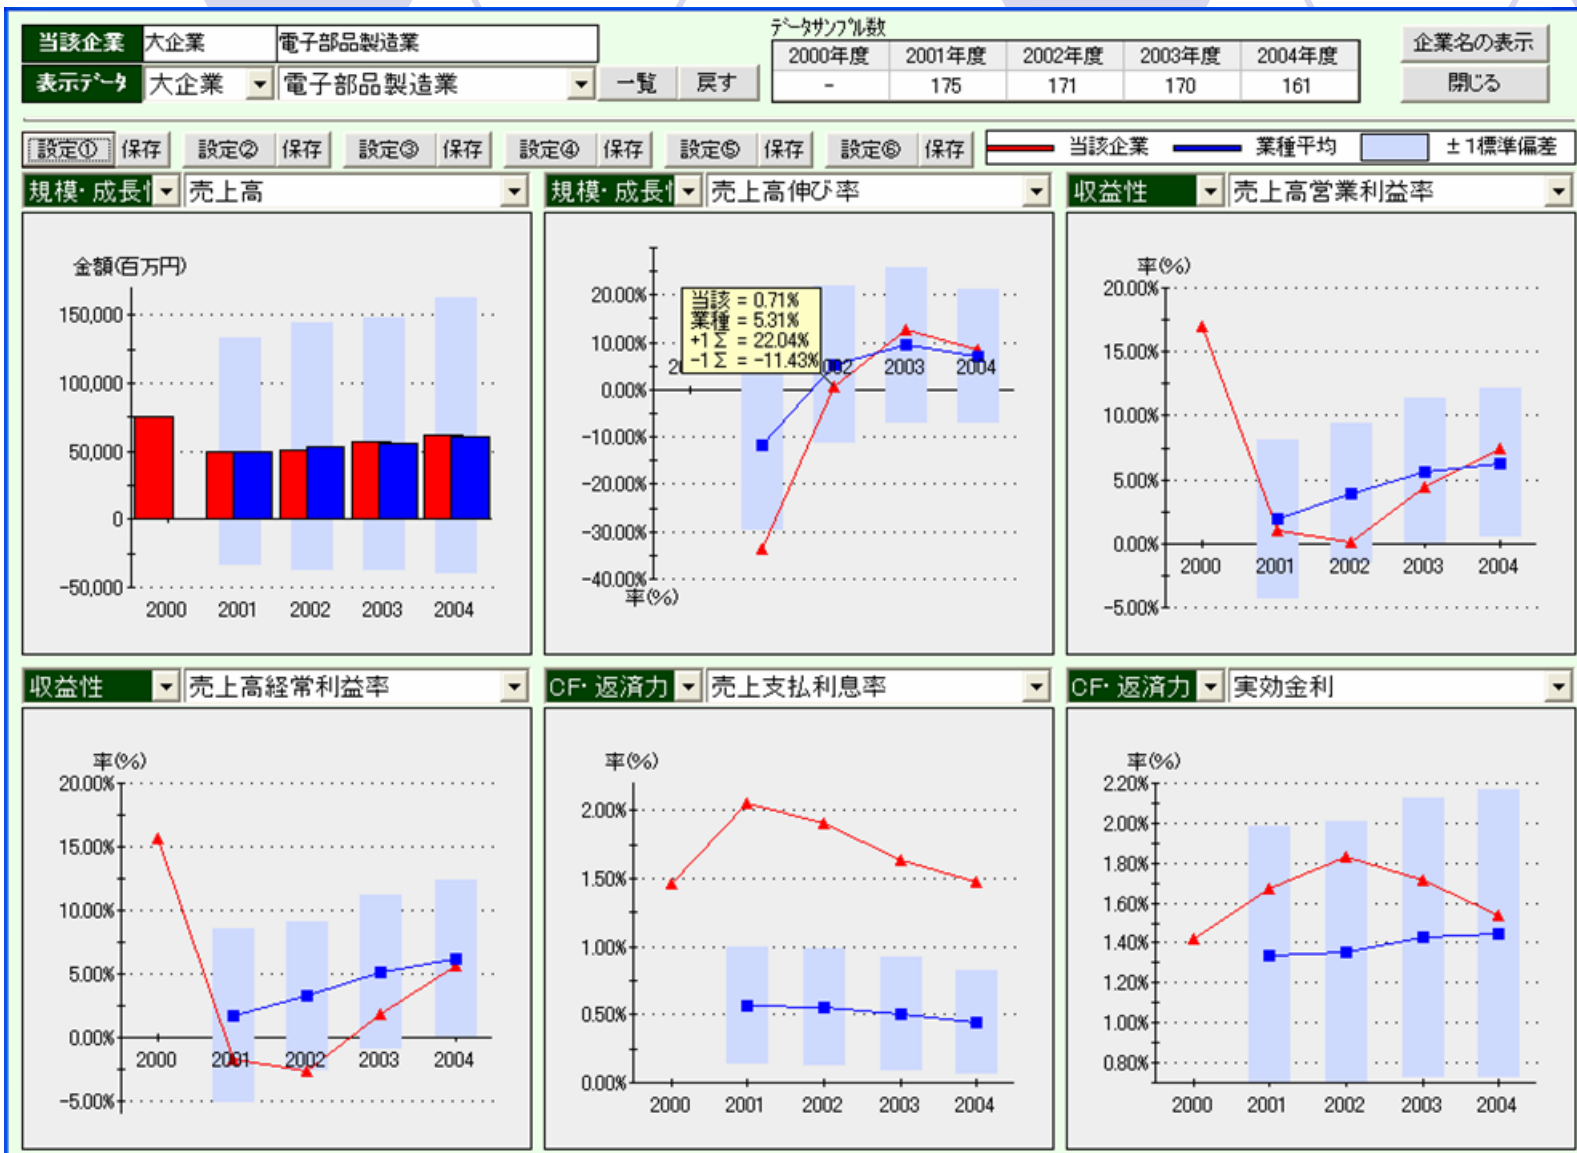 データサンプル数
当該企業 大企業 電子部品製造業
2000年度 2001年度 2002年度 2003年度 2004年度
企業名の表示
表示データ 大企業 電子部品製造業 一覧 戻す
- 175 171 170 161
閉じる
設定① 保存 設定② 保存 設定③ 保存 設定④ 保存 設定⑤ 保存 設定⑥ 保存
当該企業 業種平均 ±1標準偏差
規模・成長性 売上高
金額(百万円)
150,000
100,000
50,000
0
-50,000
2000 2001 2002 2003 2004
規模・成長性 売上高伸び率
20.00%
10.00%
0.00%
-10.00%
-20.00%
-30.00%
-40.00%
率(%)
当該 = 0.71%
業種 = 5.31%
+1Σ = 22.04%
-1Σ = -11.43%
2003 2004
収益性 売上高営業利益率
率(%)
20.00%
15.00%
10.00%
5.00%
0.00%
-5.00%
2000 2001 2002 2003 2004
収益性 売上高経常利益率
率(%)
20.00%
15.00%
10.00%
5.00%
0.00%
-5.00%
2000 2001 2002 2003 2004
CF・返済力 売上支払利息率
率(%)
2.00%
1.50%
1.00%
0.50%
0.00%
2000 2001 2002 2003 2004
CF・返済力 実効金利
率(%)
2.20%
2.00%
1.80%
1.60%
1.40%
1.20%
1.00%
0.80%
2000 2001 2002 2003 2004